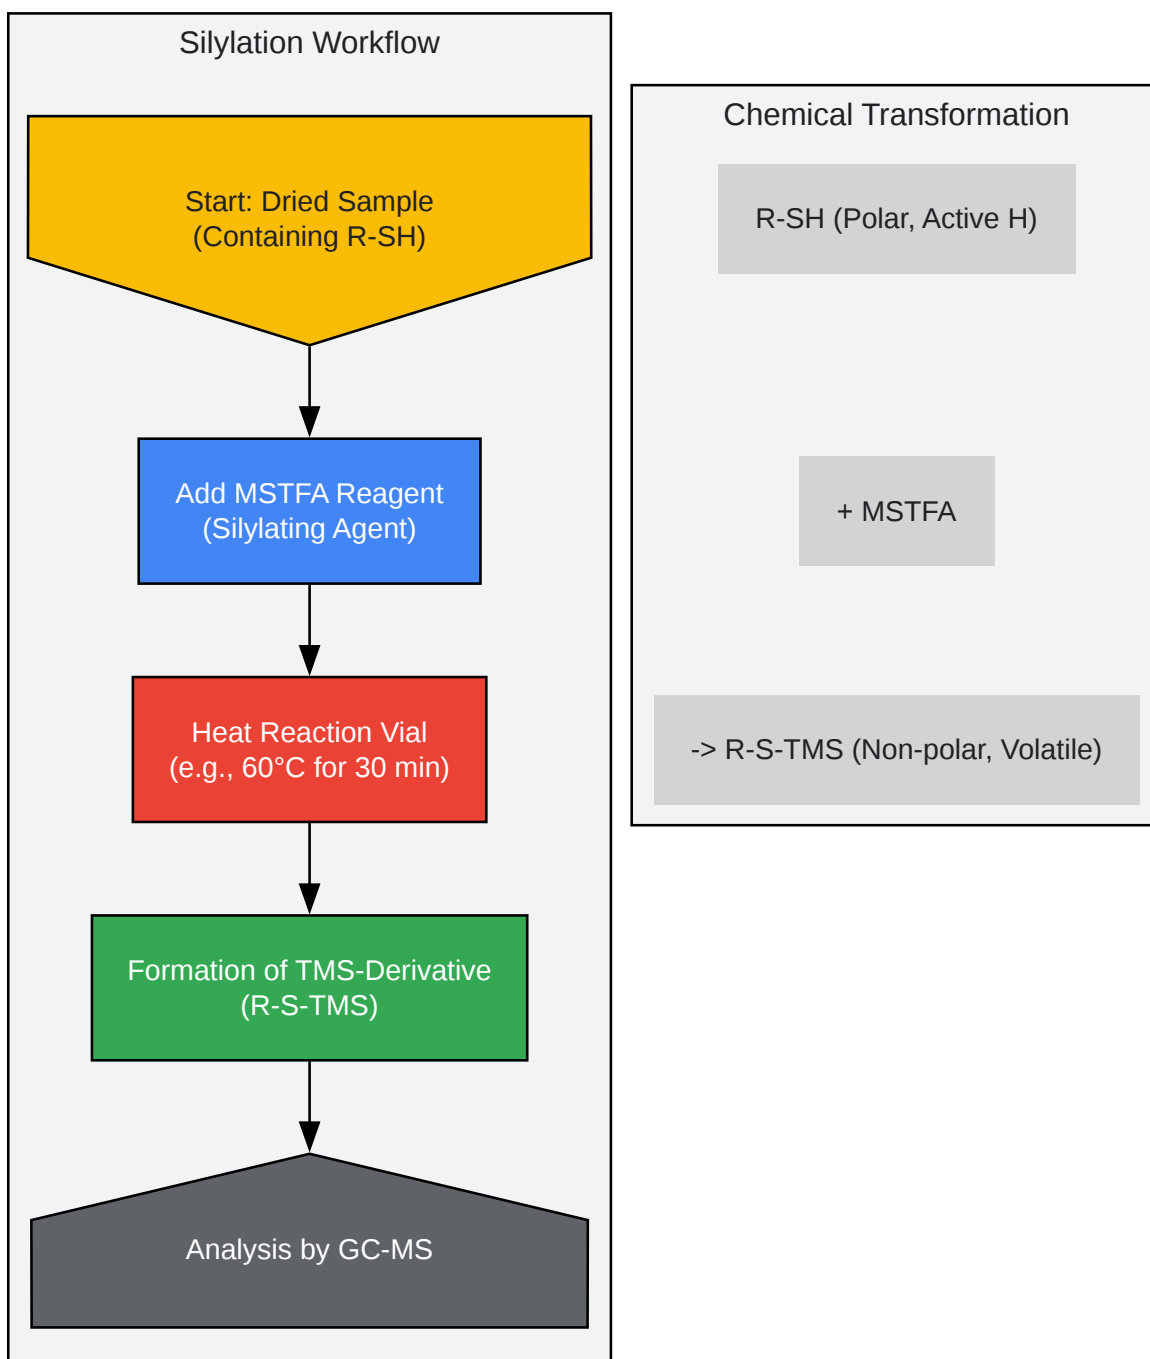 Silylation Workflow
Start: Dried Sample
(Containing R-SH)
Add MSTFA Reagent
(Silylating Agent)
Heat Reaction Vial
(e.g., 60°C for 30 min)
Formation of TMS-Derivative
(R-S-TMS)
Analysis by GC-MS
Chemical Transformation
R-SH (Polar, Active H)
+ MSTFA
-> R-S-TMS (Non-polar, Volatile)